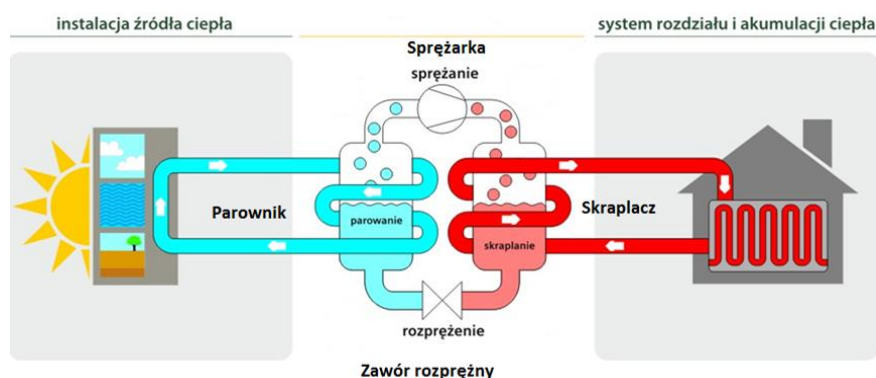 instalacja źródła ciepła
system rozdziału i akumulacji ciepła
Sprężarka
sprężanie
Parownik
parowanie
Skraplacz
skraplanie
rozprężenie
Zawór rozprężny